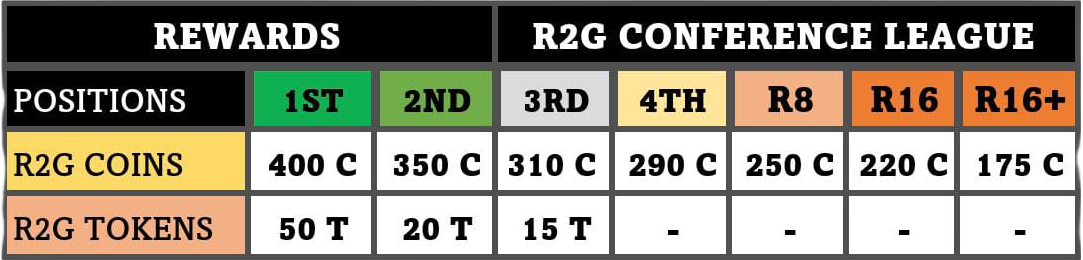 REWARDS R2G CONFERENCE LEAGUE
POSITIONS 1ST 2ND 3RD 4TH R8 R16 R16+
R2G COINS 400 C 350 C 310 C 290 C 250 C 220 C 175 C
R2G TOKENS 50 T 20 T 15 T - - - -